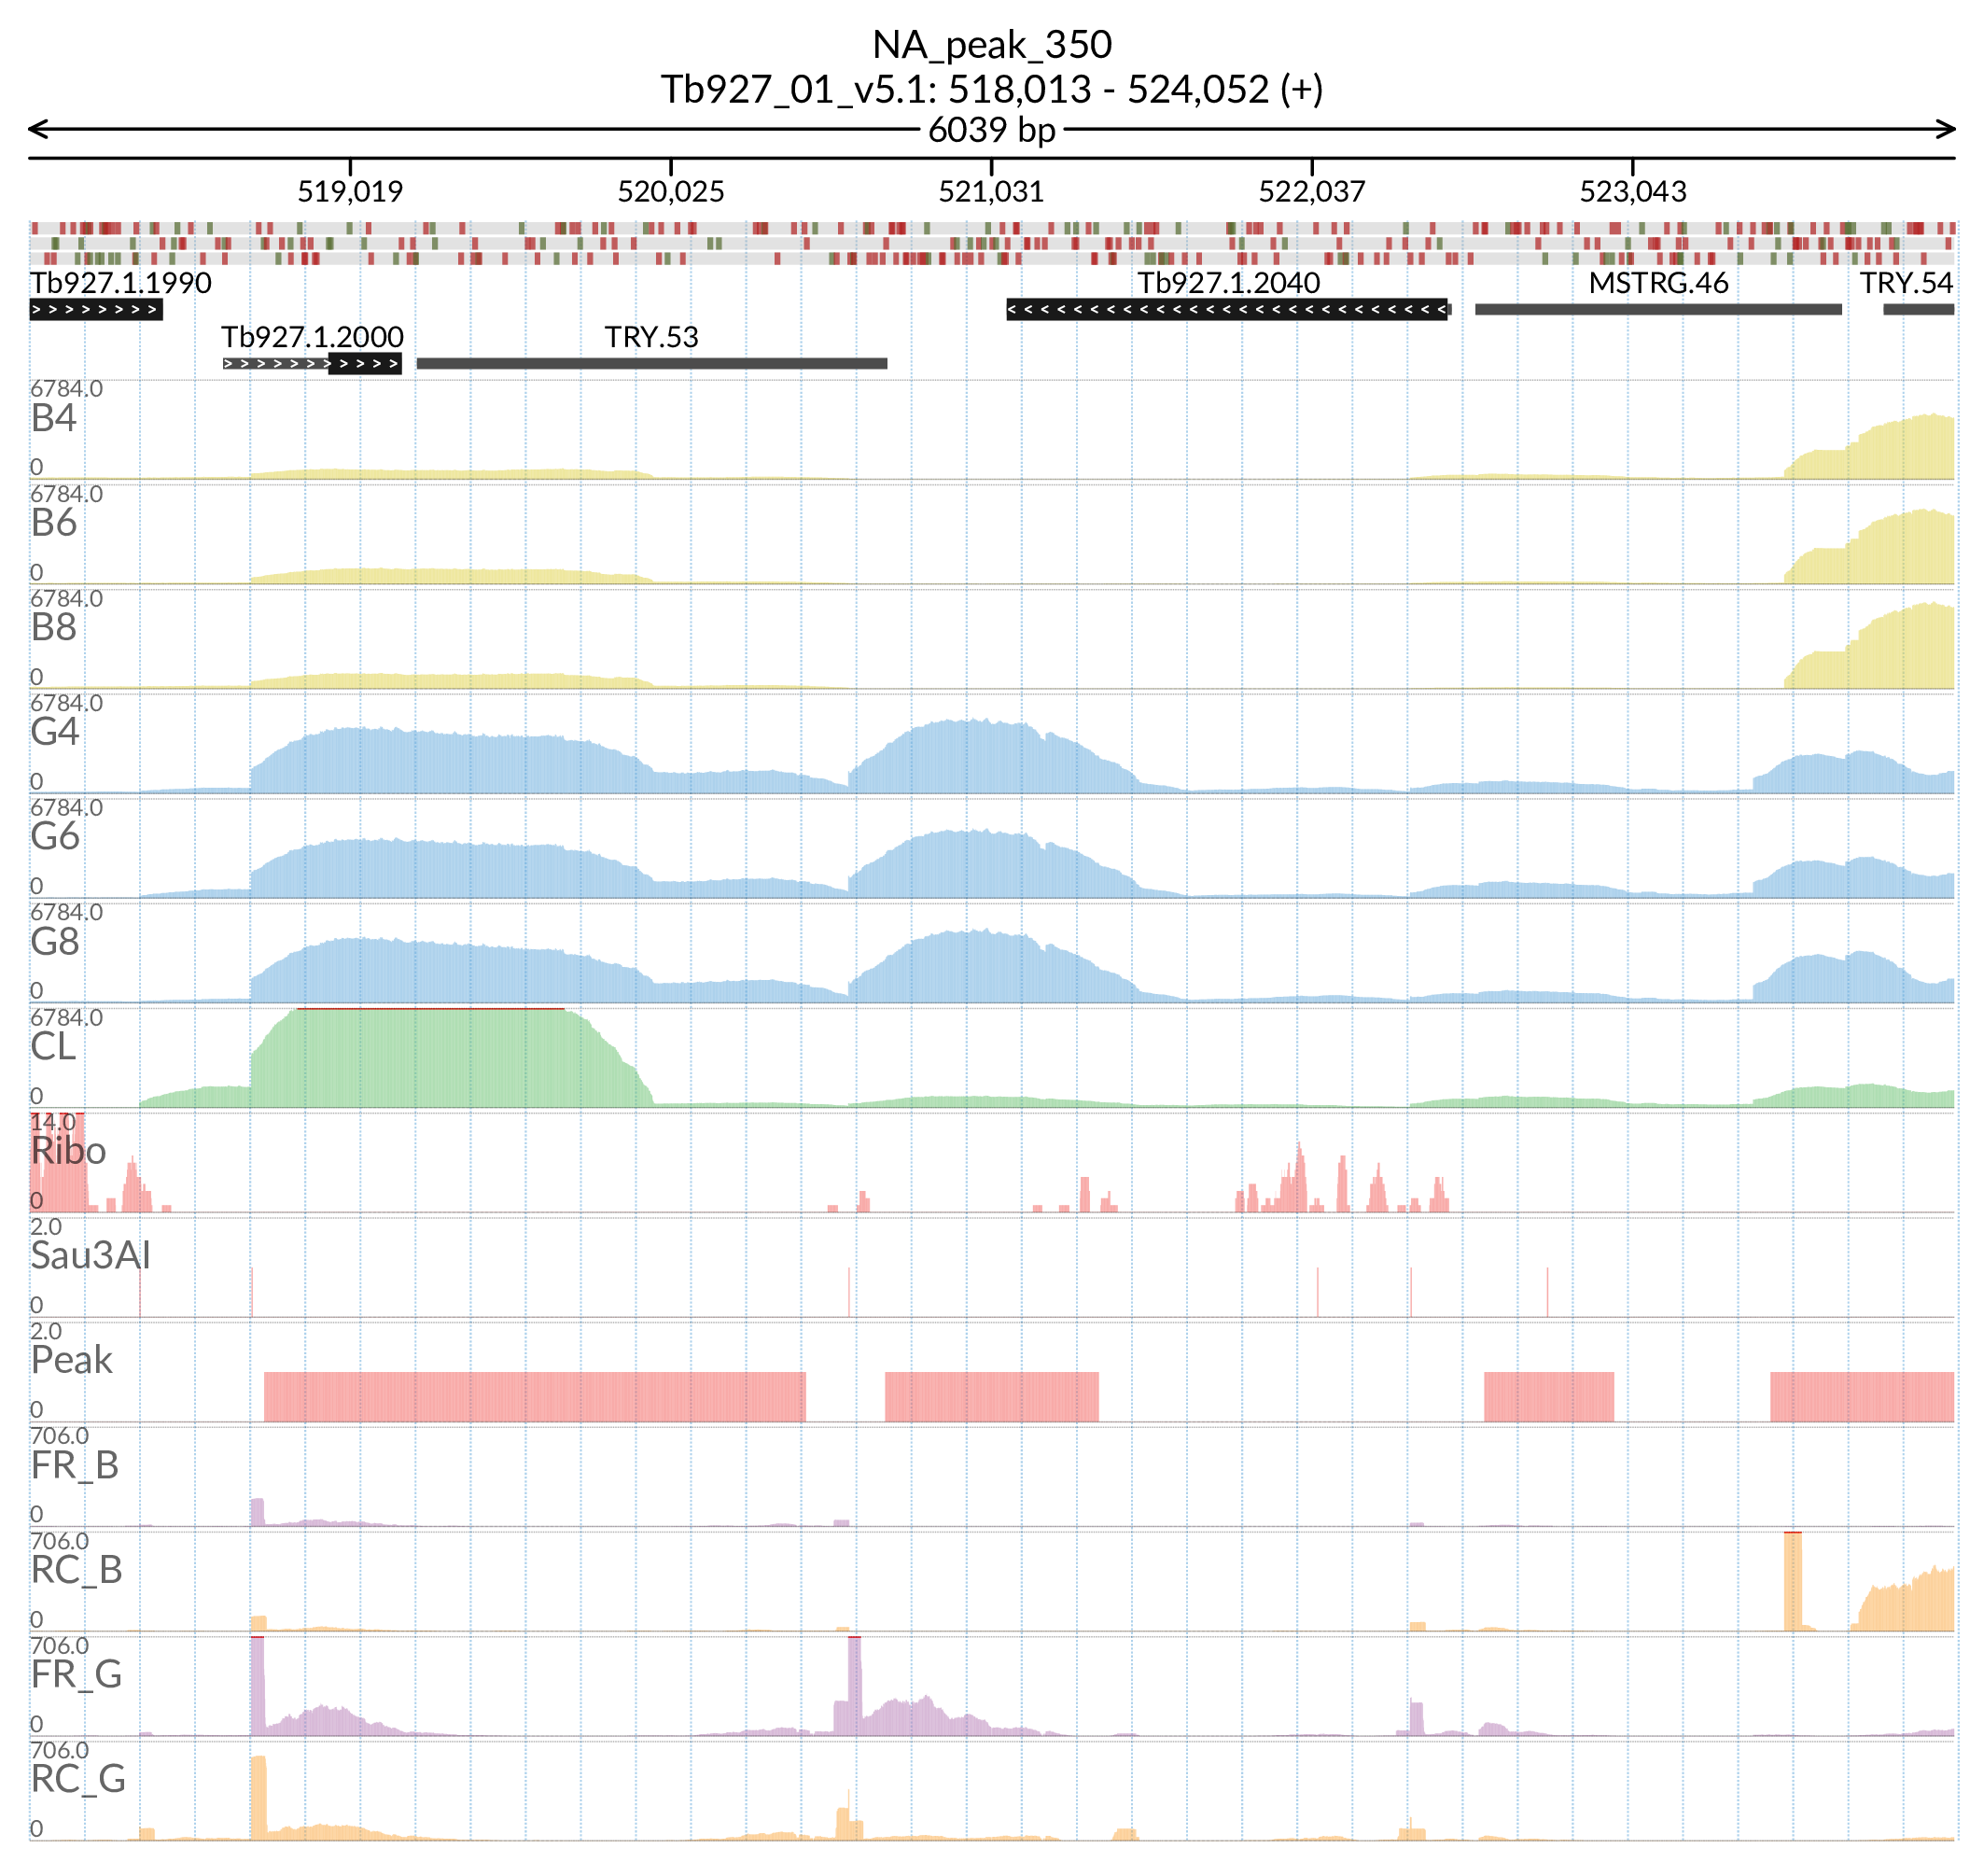 NA_peak_350
Tb927_01_v5.1: 518,013 - 524,052 (+)
6039 bp
519,019 520,025 521,031 522,037 523,043
Tb927.1.1990 Tb927.1.2040 MSTRG.46 TRY.54
Tb927.1.2000 TRY.53
6784.0
B4
0
6784.0
B6
0
6784.0
B8
0
6784.0
G4
0
6784.0
G6
0
6784.0
G8
0
6784.0
CL
0
14.0
Ribo
0
2.0
Sau3AI
0
2.0
Peak
0
706.0
FR_B
0
706.0
RC_B
0
706.0
FR_G
0
706.0
RC_G
0